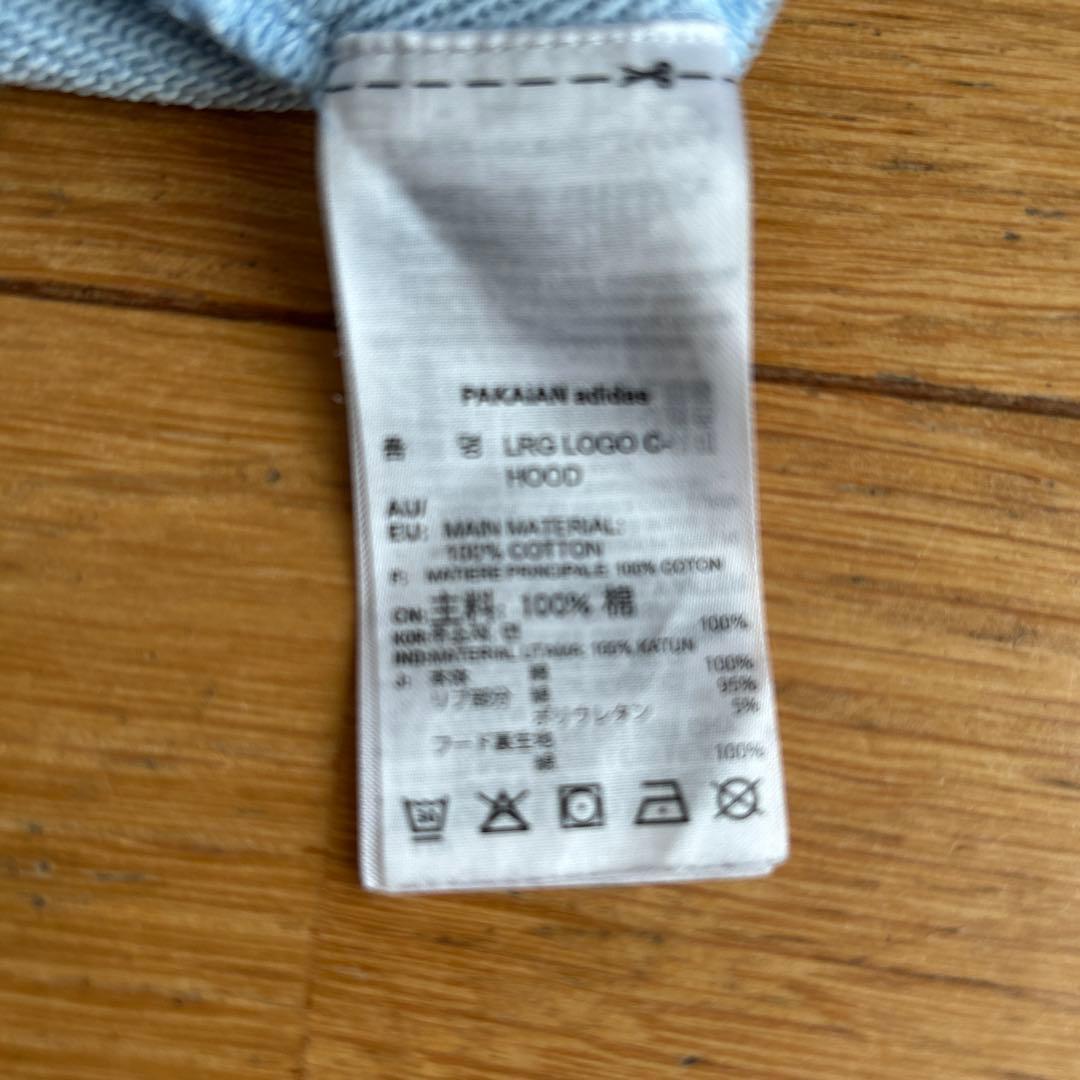 PAKAIAN adidas
품 명 LRG LOGO C-
HOOD
AU/
EU: MAIN MATERIAL:
100% COTTON
F: MATIERE PRINCIPALE: 100% COTON
CN: 主料: 100% 棉
KOR: 100%
IND: MATERIAL UTAMA: 100% KATUN
J: 本体 綿 100%
リブ部分 綿 95%
ポリウレタン 5%
フード裏生地
綿 100%
30